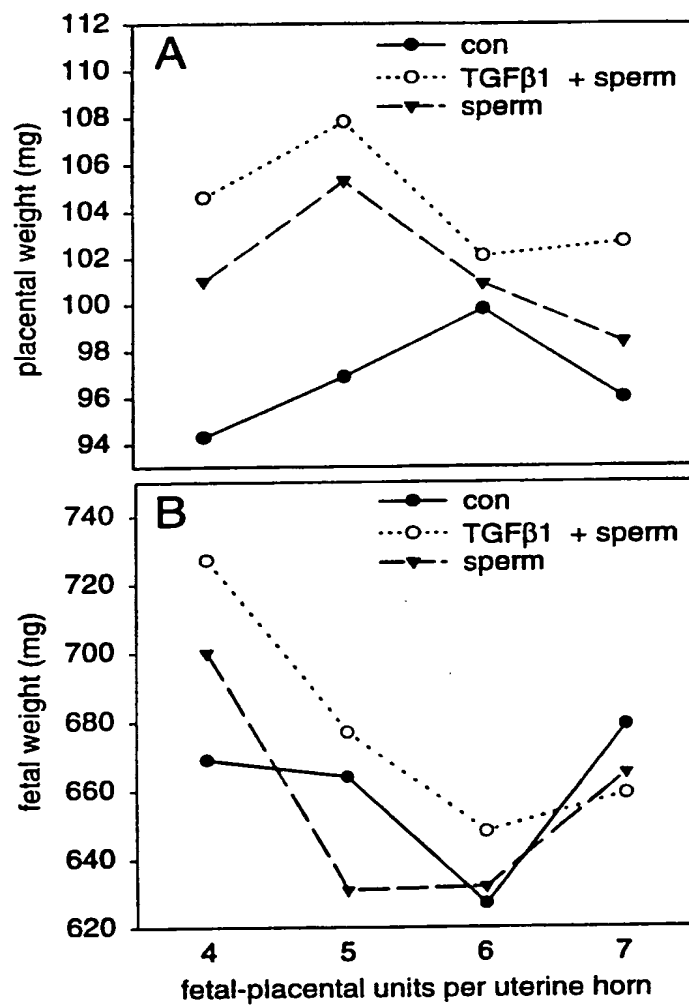 A
con
TGFβ1 + sperm
sperm
placental weight (mg)
112
110
108
106
104
102
100
98
96
94
B
con
TGFβ1 + sperm
sperm
fetal weight (mg)
740
720
700
680
660
640
620
4 5 6 7
fetal-placental units per uterine horn